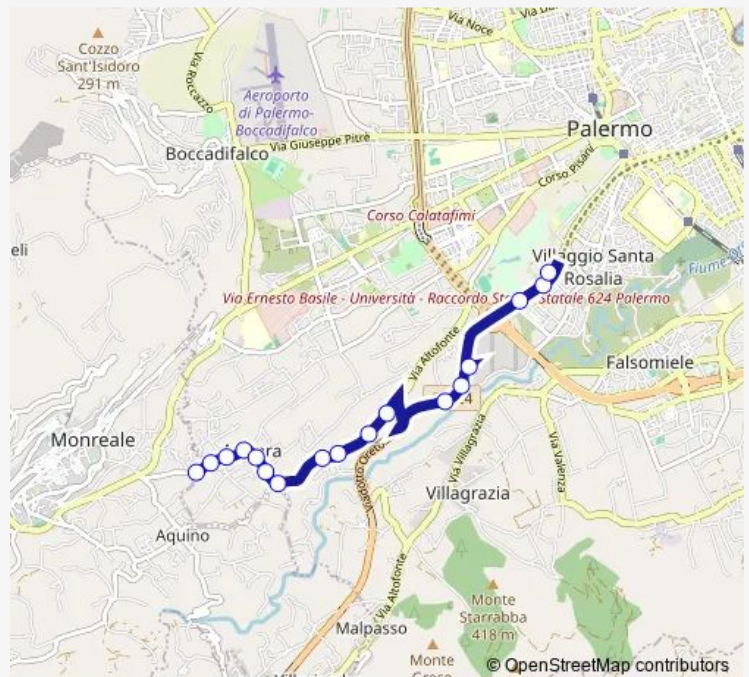 Via Noce
Cozzo
Sant'Isidoro
291 m
Via Roccazzo
Aeroporto
di Palermo-
Boccadifalco
Palermo
Via Giuseppe Pitrè
Boccadifalco
Corso Pisani
Corso Calatafimi
eli
Villaggio Santa
Rosalia
Via Ernesto Basile - Università - Raccordo
Statale 624 Palermo
Via Altofonte
Falsomiele
Monreale
Via Villagrazia
Via Valenza
Viadotto Oreto
Villagrazia
Aquino
Via Altofonte
Monte
Starrabba
418 m
Malpasso
Monte
© OpenStreetMap contributors